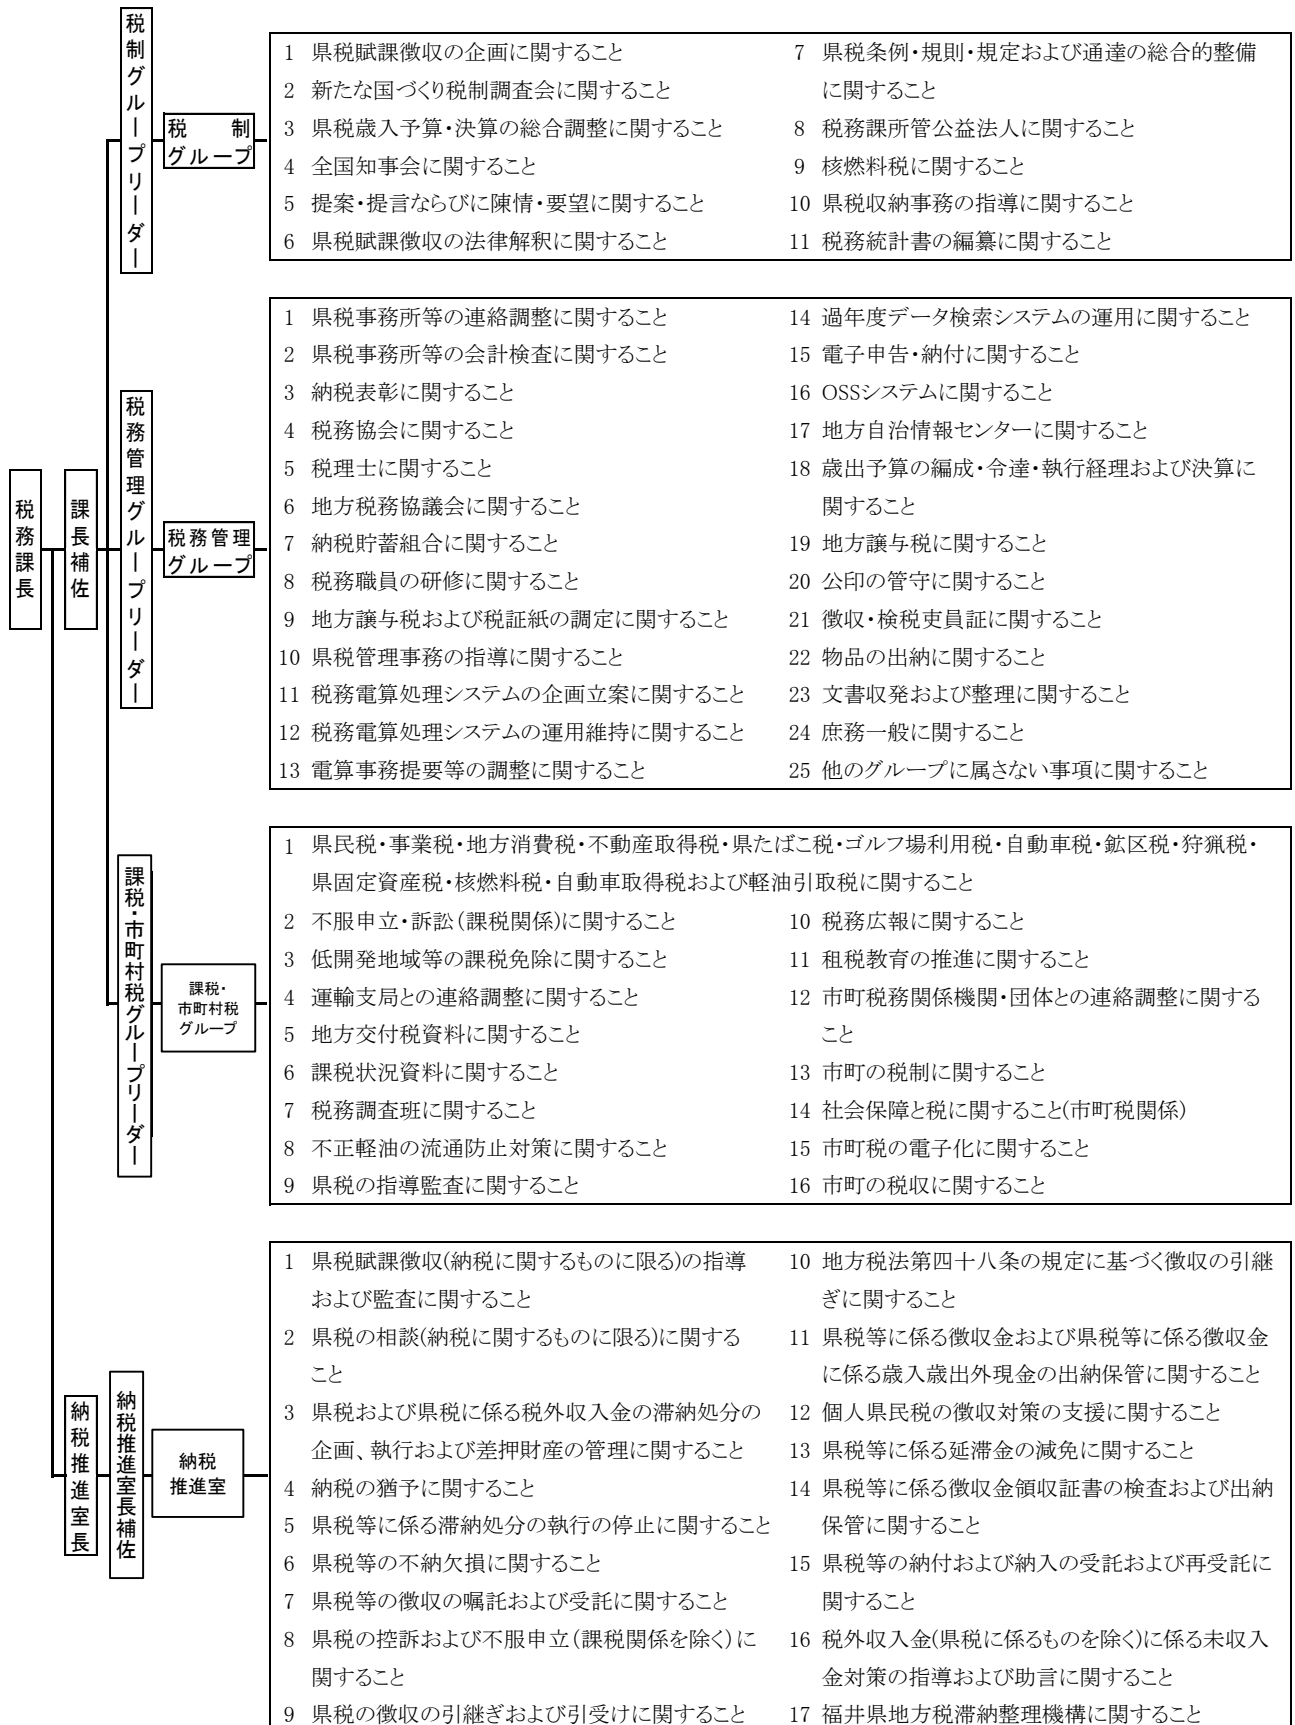 税務課長
課長補佐
税制グループリーダー
税 制
グループ
1 県税賦課徴収の企画に関すること
2 新たな国づくり税制調査会に関すること
3 県税歳入予算・決算の総合調整に関すること
4 全国知事会に関すること
5 提案・提言ならびに陳情・要望に関すること
6 県税賦課徴収の法律解釈に関すること
7 県税条例・規則・規定および通達の総合的整備
に関すること
8 税務課所管公益法人に関すること
9 核燃料税に関すること
10 県税収納事務の指導に関すること
11 税務統計書の編纂に関すること
税務管理グループリーダー
税務管理
グループ
1 県税事務所等の連絡調整に関すること
2 県税事務所等の会計検査に関すること
3 納税表彰に関すること
4 税務協会に関すること
5 税理士に関すること
6 地方税務協議会に関すること
7 納税貯蓄組合に関すること
8 税務職員の研修に関すること
9 地方譲与税および税証紙の調定に関すること
10 県税管理事務の指導に関すること
11 税務電算処理システムの企画立案に関すること
12 税務電算処理システムの運用維持に関すること
13 電算事務提要等の調整に関すること
14 過年度データ検索システムの運用に関すること
15 電子申告・納付に関すること
16 OSSシステムに関すること
17 地方自治情報センターに関すること
18 歳出予算の編成・令達・執行経理および決算に
関すること
19 地方譲与税に関すること
20 公印の管守に関すること
21 徴収・検税吏員証に関すること
22 物品の出納に関すること
23 文書収発および整理に関すること
24 庶務一般に関すること
25 他のグループに属さない事項に関すること
課税・市町村税グループリーダー
課税・
市町村税
グループ
1 県民税・事業税・地方消費税・不動産取得税・県たばこ税・ゴルフ場利用税・自動車税・鉱区税・狩猟税・
県固定資産税・核燃料税・自動車取得税および軽油引取税に関すること
2 不服申立・訴訟(課税関係)に関すること
3 低開発地域等の課税免除に関すること
4 運輸支局との連絡調整に関すること
5 地方交付税資料に関すること
6 課税状況資料に関すること
7 税務調査班に関すること
8 不正軽油の流通防止対策に関すること
9 県税の指導監査に関すること
10 税務広報に関すること
11 租税教育の推進に関すること
12 市町税務関係機関・団体との連絡調整に関する
こと
13 市町の税制に関すること
14 社会保障と税に関すること(市町税関係)
15 市町税の電子化に関すること
16 市町の税収に関すること
納税推進室長
納税推進室長補佐
納税
推進室
1 県税賦課徴収(納税に関するものに限る)の指導
および監査に関すること
2 県税の相談(納税に関するものに限る)に関する
こと
3 県税および県税に係る税外収入金の滞納処分の
企画、執行および差押財産の管理に関すること
4 納税の猶予に関すること
5 県税等に係る滞納処分の執行の停止に関すること
6 県税等の不納欠損に関すること
7 県税等の徴収の嘱託および受託に関すること
8 県税の控訴および不服申立(課税関係を除く)に
関すること
9 県税の徴収の引継ぎおよび引受けに関すること
10 地方税法第四十八条の規定に基づく徴収の引継
ぎに関すること
11 県税等に係る徴収金および県税等に係る徴収金
に係る歳入歳出外現金の出納保管に関すること
12 個人県民税の徴収対策の支援に関すること
13 県税等に係る延滞金の減免に関すること
14 県税等に係る徴収金領収証書の検査および出納
保管に関すること
15 県税等の納付および納入の受託および再受託に
関すること
16 税外収入金(県税に係るものを除く)に係る未収入
金対策の指導および助言に関すること
17 福井県地方税滞納整理機構に関すること